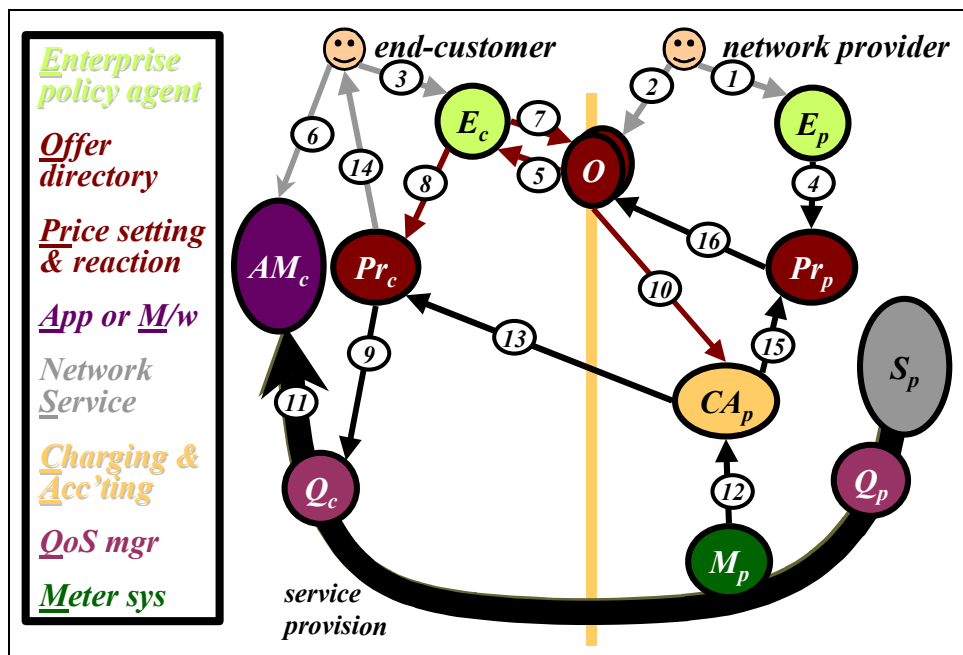 Enterprise
policy agent
Offer
directory
Price setting
& reaction
App or M/w
Network
Service
Charging &
Acc'ting
QoS mgr
Meter sys
end-customer
network provider
3
2
1
6
14
Ec
7
5
O
Ep
8
4
16
AMc
Prc
Prp
10
13
15
9
11
CAp
Sp
Qc
12
Qp
Mp
service
provision